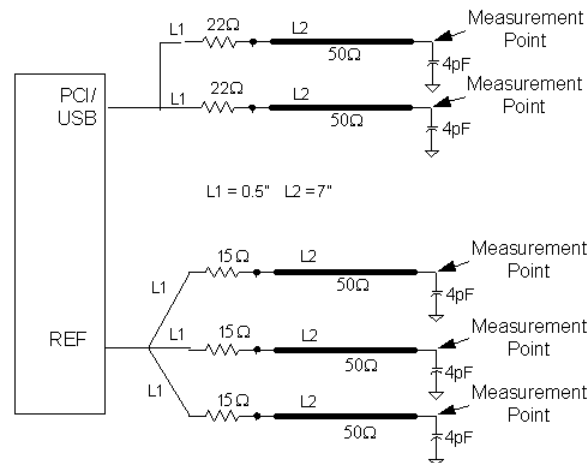 L1
22Ω
L2
50Ω
Measurement
Point
4pF
PCI/
USB
L1
22Ω
L2
50Ω
Measurement
Point
4pF
L1 = 0.5" L2 =7"
REF
L1
15Ω
L2
50Ω
Measurement
Point
4pF
L1
15Ω
L2
50Ω
Measurement
Point
4pF
L1
15Ω
L2
50Ω
Measurement
Point
4pF